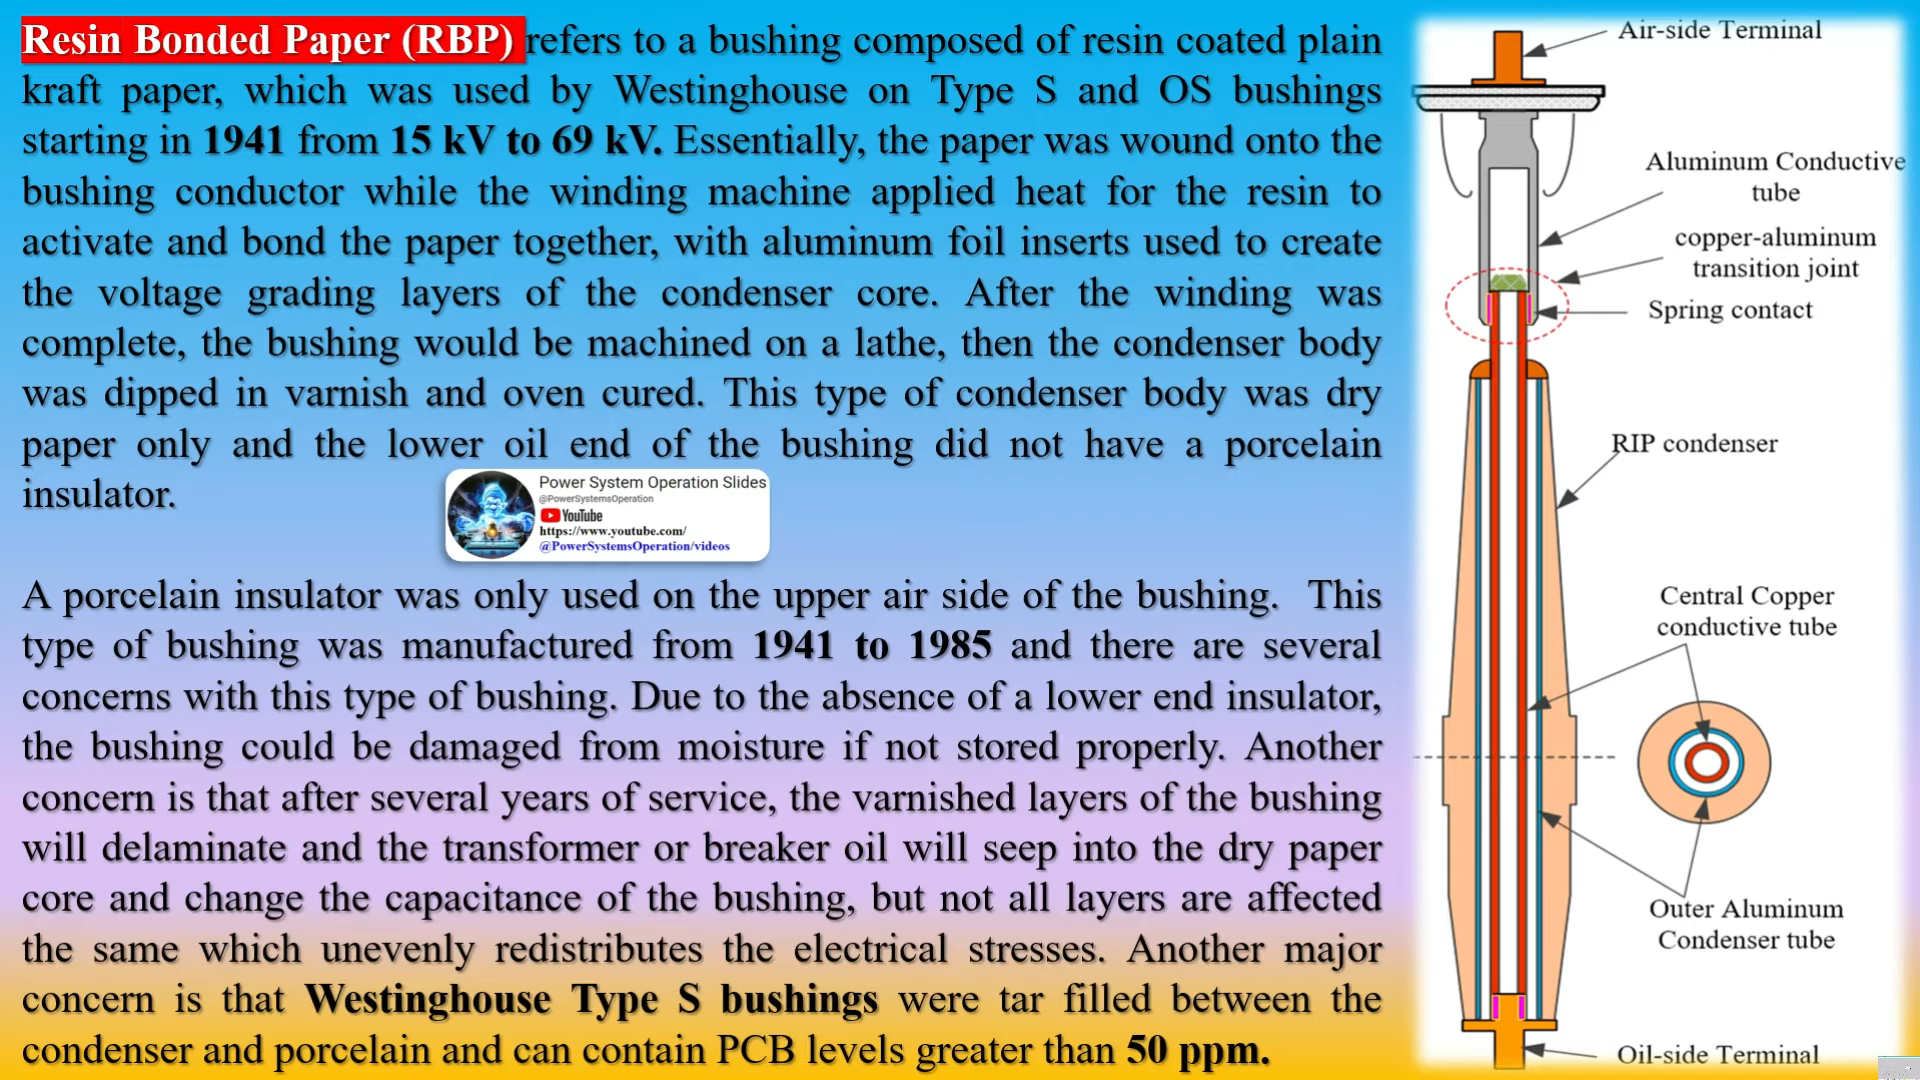 Resin Bonded Paper (RBP) refers to a bushing composed of resin coated plain
kraft paper, which was used by Westinghouse on Type S and OS bushings
starting in 1941 from 15 kV to 69 kV. Essentially, the paper was wound onto the
bushing conductor while the winding machine applied heat for the resin to
activate and bond the paper together, with aluminum foil inserts used to create
the voltage grading layers of the condenser core. After the winding was
complete, the bushing would be machined on a lathe, then the condenser body
was dipped in varnish and oven cured. This type of condenser body was dry
paper only and the lower oil end of the bushing did not have a porcelain
insulator.
Power System Operation Slides
@PowerSystemsOperation
YouTube
https://www.youtube.com/
@PowerSystemsOperation/videos
A porcelain insulator was only used on the upper air side of the bushing. This
type of bushing was manufactured from 1941 to 1985 and there are several
concerns with this type of bushing. Due to the absence of a lower end insulator,
the bushing could be damaged from moisture if not stored properly. Another
concern is that after several years of service, the varnished layers of the bushing
will delaminate and the transformer or breaker oil will seep into the dry paper
core and change the capacitance of the bushing, but not all layers are affected
the same which unevenly redistributes the electrical stresses. Another major
concern is that Westinghouse Type S bushings were tar filled between the
condenser and porcelain and can contain PCB levels greater than 50 ppm.
Air-side Terminal
Aluminum Conductive
tube
copper-aluminum
transition joint
Spring contact
RIP condenser
Central Copper
conductive tube
Outer Aluminum
Condenser tube
Oil-side Terminal